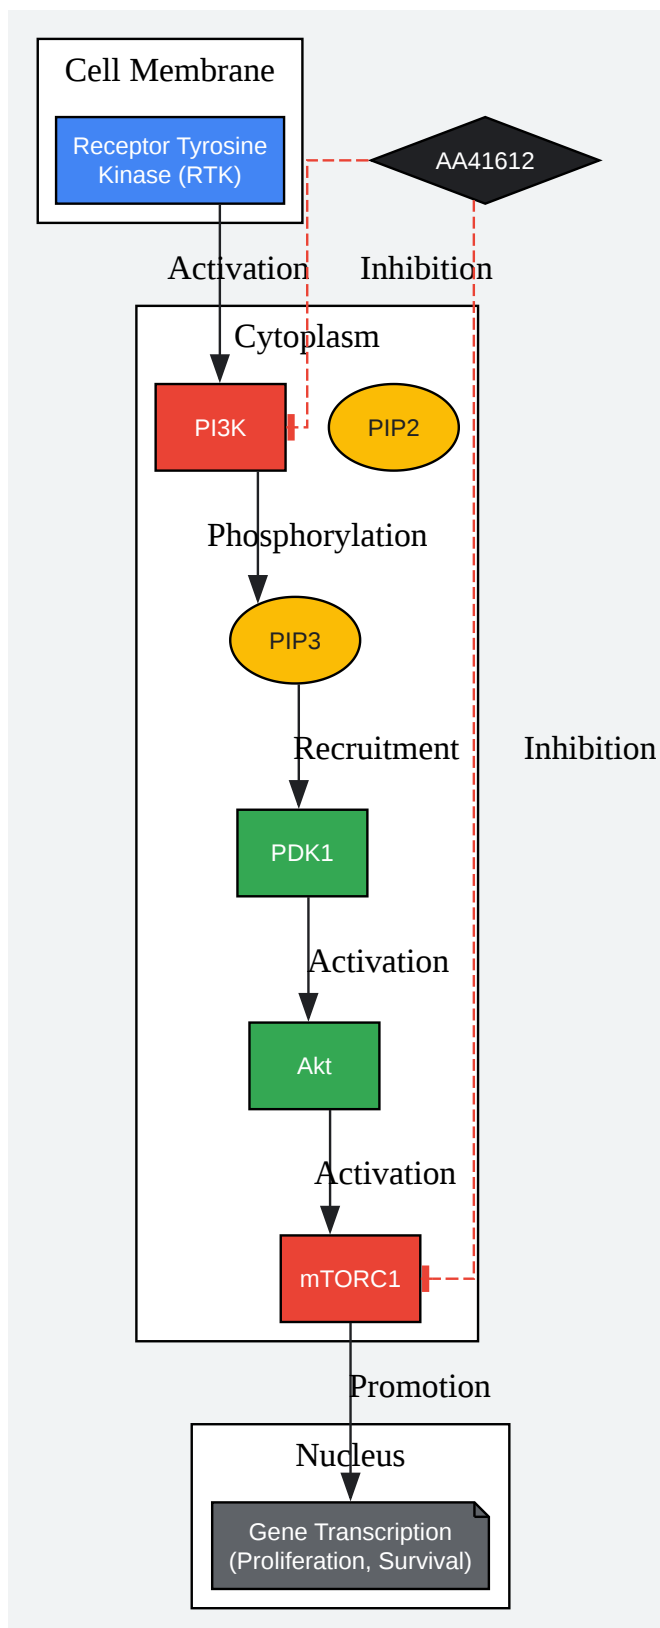 Cell Membrane
Receptor Tyrosine
Kinase (RTK)
AA41612
Activation
Inhibition
Cytoplasm
PI3K
PIP2
Phosphorylation
PIP3
Recruitment
Inhibition
PDK1
Activation
Akt
Activation
mTORC1
Promotion
Nucleus
Gene Transcription
(Proliferation, Survival)